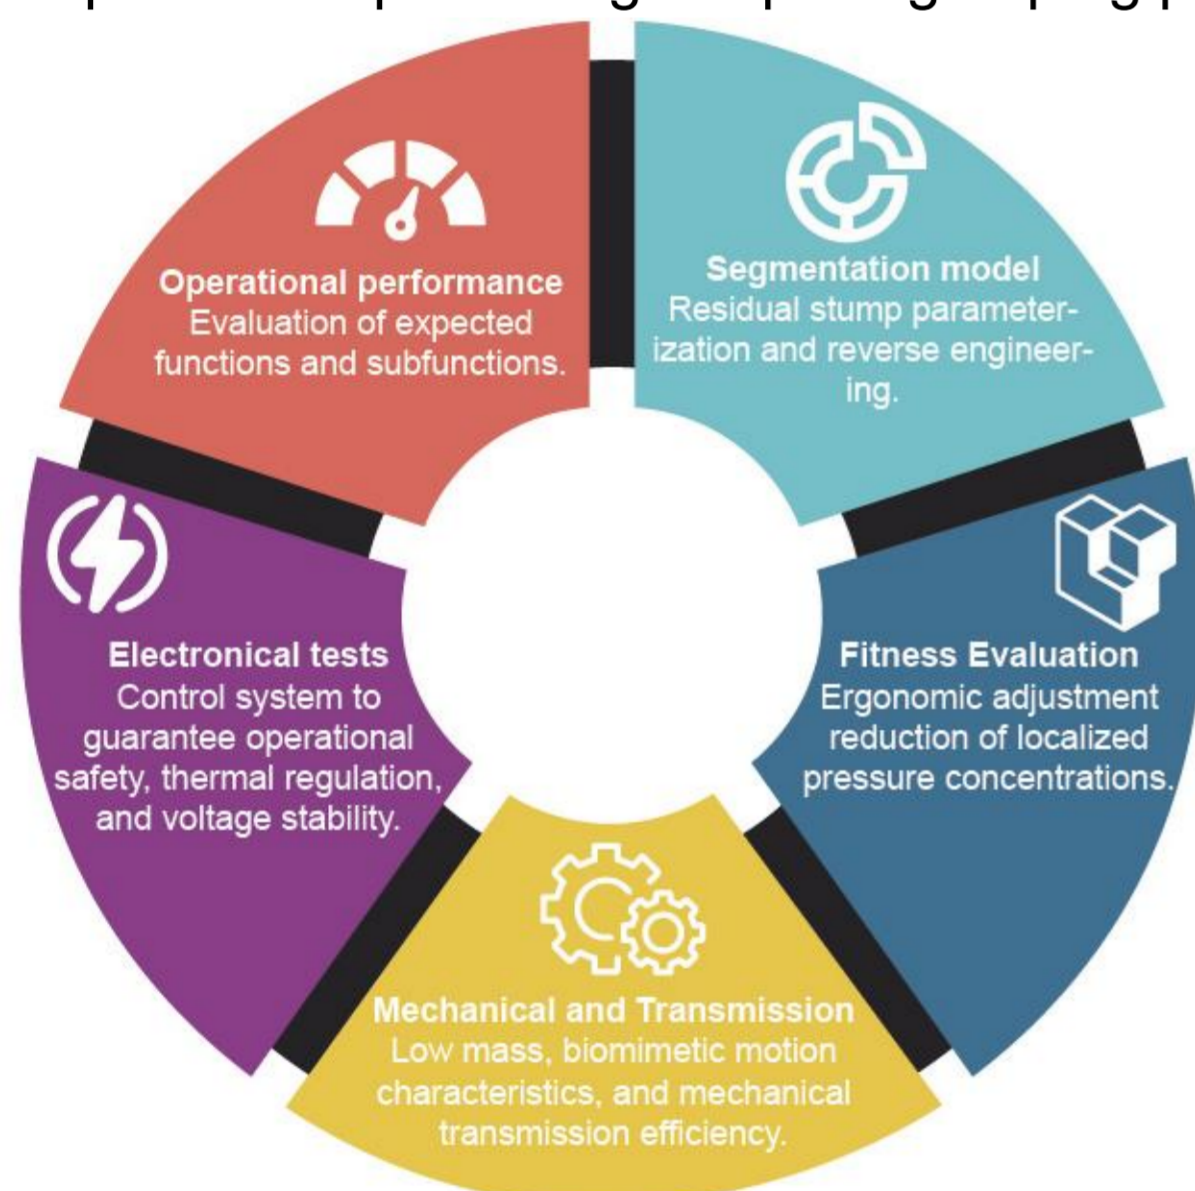 Operational performance
Evaluation of expected
functions and subfunctions.
Segmentation model
Residual stump parameter-
ization and reverse engineer-
ing.
Electronical tests
Control system to
guarantee operational
safety, thermal regulation,
and voltage stability.
Fitness Evaluation
Ergonomic adjustment
reduction of localized
pressure concentrations.
Mechanical and Transmission
Low mass, biomimetic motion
characteristics, and mechanical
transmission efficiency.